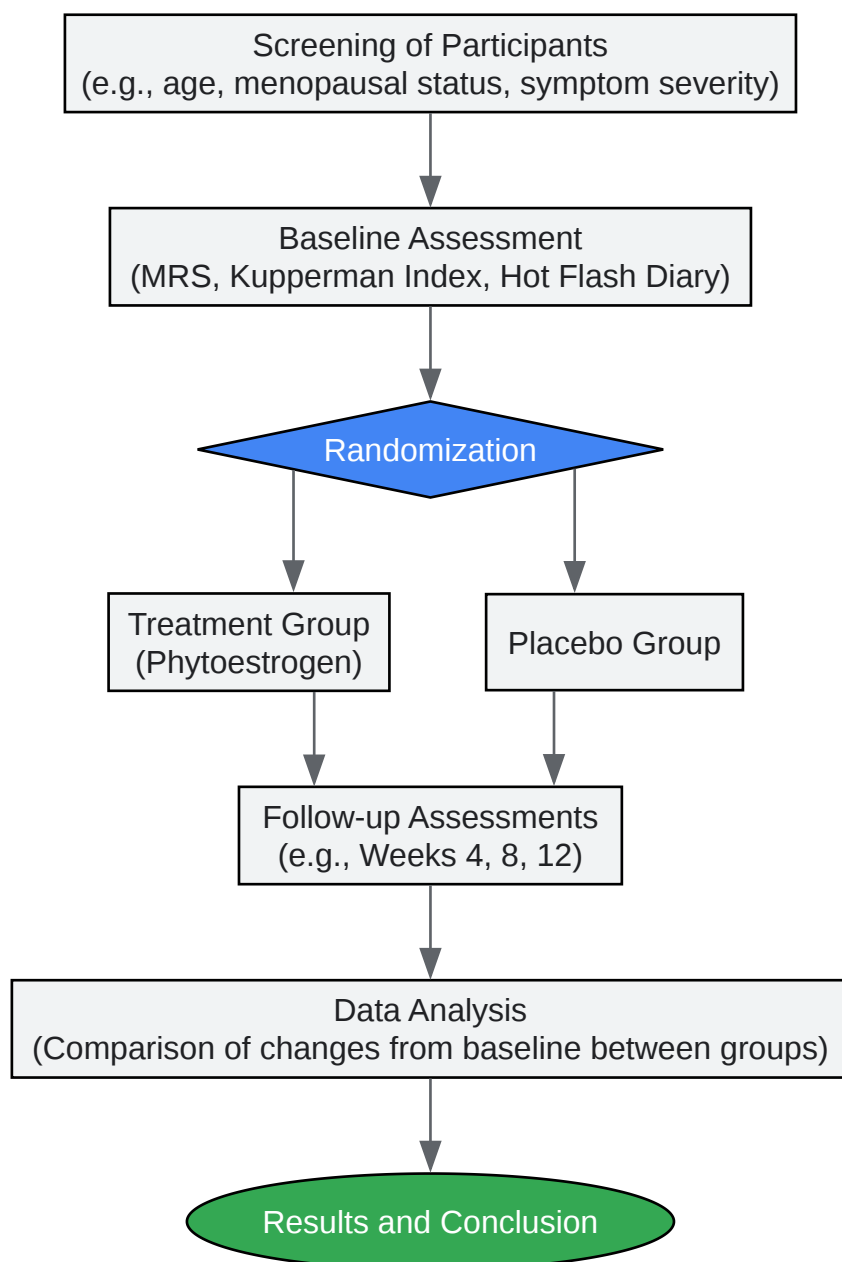 Screening of Participants
(e.g., age, menopausal status, symptom severity)
Baseline Assessment
(MRS, Kupperman Index, Hot Flash Diary)
Randomization
Treatment Group
(Phytoestrogen)
Placebo Group
Follow-up Assessments
(e.g., Weeks 4, 8, 12)
Data Analysis
(Comparison of changes from baseline between groups)
Results and Conclusion